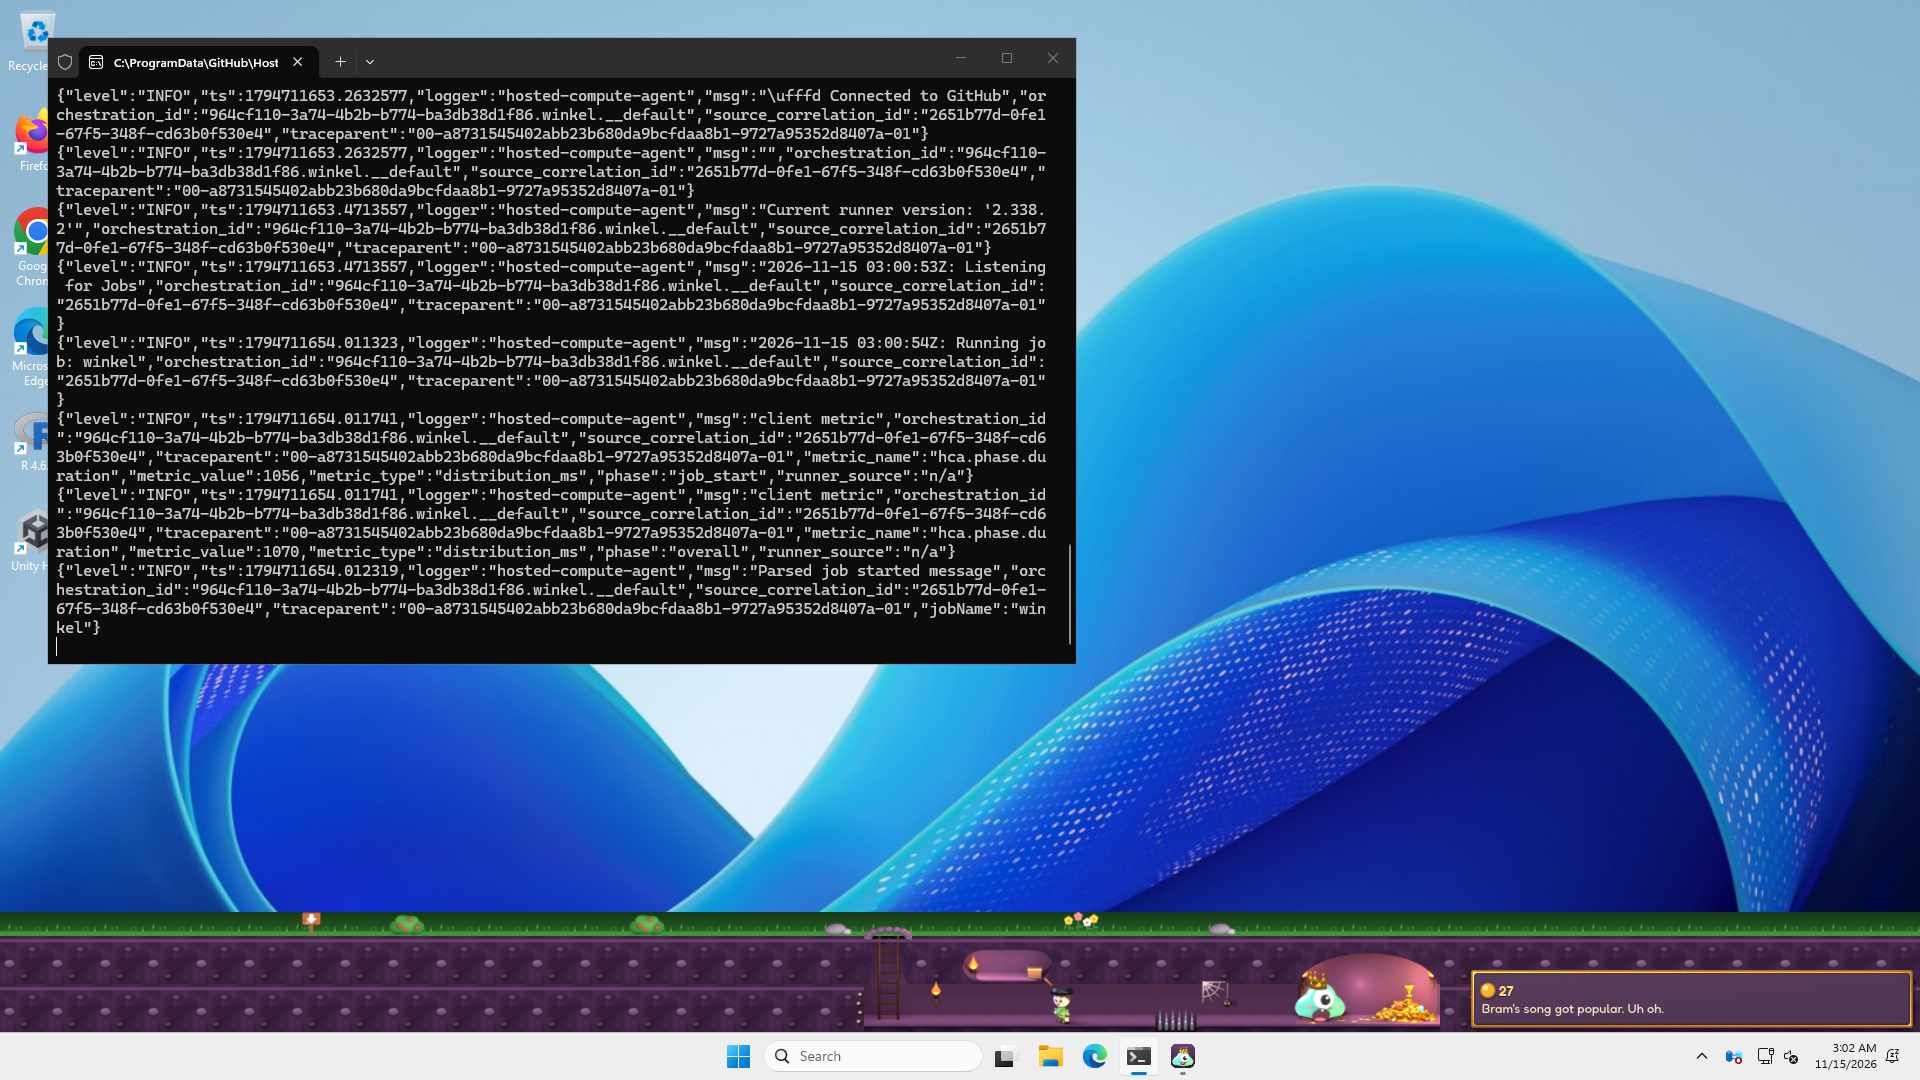 Recycle
Firefo
Goog
Chrom
Micros
Edge
R 4.6.
Unity H
C:\ProgramData\GitHub\Host
{"level":"INFO","ts":1794711653.2632577,"logger":"hosted-compute-agent","msg":"\ufffd Connected to GitHub","or
chestration_id":"964cf110-3a74-4b2b-b774-ba3db38d1f86.winkel.__default","source_correlation_id":"2651b77d-0fe1
-67f5-348f-cd63b0f530e4","traceparent":"00-a8731545402abb23b680da9bcfdaa8b1-9727a95352d8407a-01"}
{"level":"INFO","ts":1794711653.2632577,"logger":"hosted-compute-agent","msg":"","orchestration_id":"964cf110-
3a74-4b2b-b774-ba3db38d1f86.winkel.__default","source_correlation_id":"2651b77d-0fe1-67f5-348f-cd63b0f530e4","
traceparent":"00-a8731545402abb23b680da9bcfdaa8b1-9727a95352d8407a-01"}
{"level":"INFO","ts":1794711653.4713557,"logger":"hosted-compute-agent","msg":"Current runner version: '2.338.
2'","orchestration_id":"964cf110-3a74-4b2b-b774-ba3db38d1f86.winkel.__default","source_correlation_id":"2651b7
7d-0fe1-67f5-348f-cd63b0f530e4","traceparent":"00-a8731545402abb23b680da9bcfdaa8b1-9727a95352d8407a-01"}
{"level":"INFO","ts":1794711653.4713557,"logger":"hosted-compute-agent","msg":"2026-11-15 03:00:53Z: Listening
 for Jobs","orchestration_id":"964cf110-3a74-4b2b-b774-ba3db38d1f86.winkel.__default","source_correlation_id":
"2651b77d-0fe1-67f5-348f-cd63b0f530e4","traceparent":"00-a8731545402abb23b680da9bcfdaa8b1-9727a95352d8407a-01"
}
{"level":"INFO","ts":1794711654.011323,"logger":"hosted-compute-agent","msg":"2026-11-15 03:00:54Z: Running jo
b: winkel","orchestration_id":"964cf110-3a74-4b2b-b774-ba3db38d1f86.winkel.__default","source_correlation_id":
"2651b77d-0fe1-67f5-348f-cd63b0f530e4","traceparent":"00-a8731545402abb23b680da9bcfdaa8b1-9727a95352d8407a-01"
}
{"level":"INFO","ts":1794711654.011741,"logger":"hosted-compute-agent","msg":"client metric","orchestration_id
":"964cf110-3a74-4b2b-b774-ba3db38d1f86.winkel.__default","source_correlation_id":"2651b77d-0fe1-67f5-348f-cd6
3b0f530e4","traceparent":"00-a8731545402abb23b680da9bcfdaa8b1-9727a95352d8407a-01","metric_name":"hca.phase.du
ration","metric_value":1056,"metric_type":"distribution_ms","phase":"job_start","runner_source":"n/a"}
{"level":"INFO","ts":1794711654.011741,"logger":"hosted-compute-agent","msg":"client metric","orchestration_id
":"964cf110-3a74-4b2b-b774-ba3db38d1f86.winkel.__default","source_correlation_id":"2651b77d-0fe1-67f5-348f-cd6
3b0f530e4","traceparent":"00-a8731545402abb23b680da9bcfdaa8b1-9727a95352d8407a-01","metric_name":"hca.phase.du
ration","metric_value":1070,"metric_type":"distribution_ms","phase":"overall","runner_source":"n/a"}
{"level":"INFO","ts":1794711654.012319,"logger":"hosted-compute-agent","msg":"Parsed job started message","orc
hestration_id":"964cf110-3a74-4b2b-b774-ba3db38d1f86.winkel.__default","source_correlation_id":"2651b77d-0fe1-
67f5-348f-cd63b0f530e4","traceparent":"00-a8731545402abb23b680da9bcfdaa8b1-9727a95352d8407a-01","jobName":"win
kel"}
27
Bram's song got popular. Uh oh.
Search
3:02 AM
11/15/2026